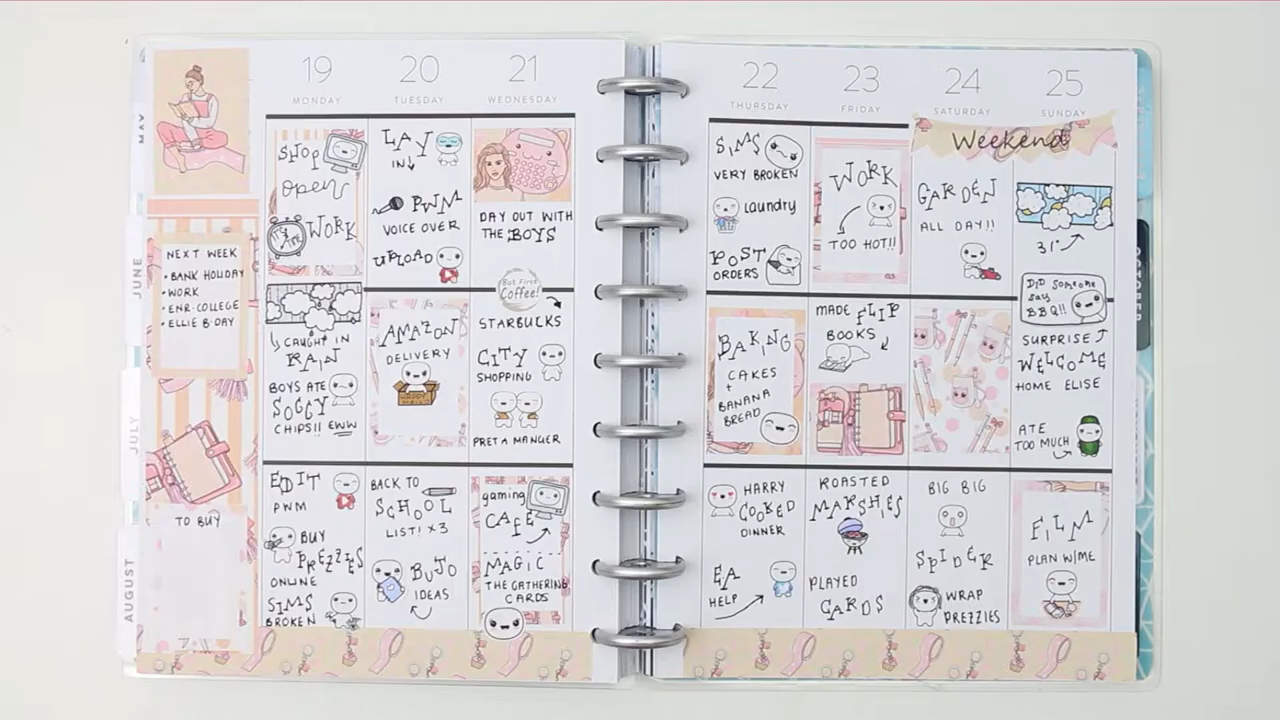 19
MONDAY
20
TUESDAY
21
WEDNESDAY
22
THURSDAY
23
FRIDAY
24
SATURDAY
25
SUNDAY
MAY
JUNE
JULY
AUGUST
OCTOBER
NEXT WEEK
•BANK HOLIDAY
•WORK
•ENR-COLLEGE
•ELLIE B-DAY
TO BUY
SHOP
open
WORK
CAUGHT IN
RAIN
BOYS ATE
SOGGY
CHIPS!! EWW
EDIT
PWM
BUY
PREZZIES
ONLINE
SIMS
BROKEN
LAY
IN
PWM
VOICE OVER
UPLOAD
AMAZON
DELIVERY
BACK TO
SCHOOL
LIST! x3
BUJO
IDEAS
DAY OUT WITH
THE BOYS
But First
Coffee!
STARBUCKS
CITY
SHOPPING
PRET A MANGER
gaming
CAFE
MAGIC
THE GATHERING
CARDS
SIMS
VERY BROKEN
Laundry
POST
ORDERS
BAKING
CAKES
+
BANANA
BREAD
HARRY
COOKED
DINNER
EA
HELP
WORK
TOO HOT!!
MADE FLIP
BOOKS
ROASTED
MARSHIES
PLAYED
CARDS
Weekend
GARDEN
ALL DAY!!
BIG BIG
SPIDER
WRAP
PREZZIES
31°
DID SOMEONE
say
BBQ!!
SURPRISE
WELCOME
HOME ELISE
ATE
TOO MUCH
FILM
PLAN W/ME